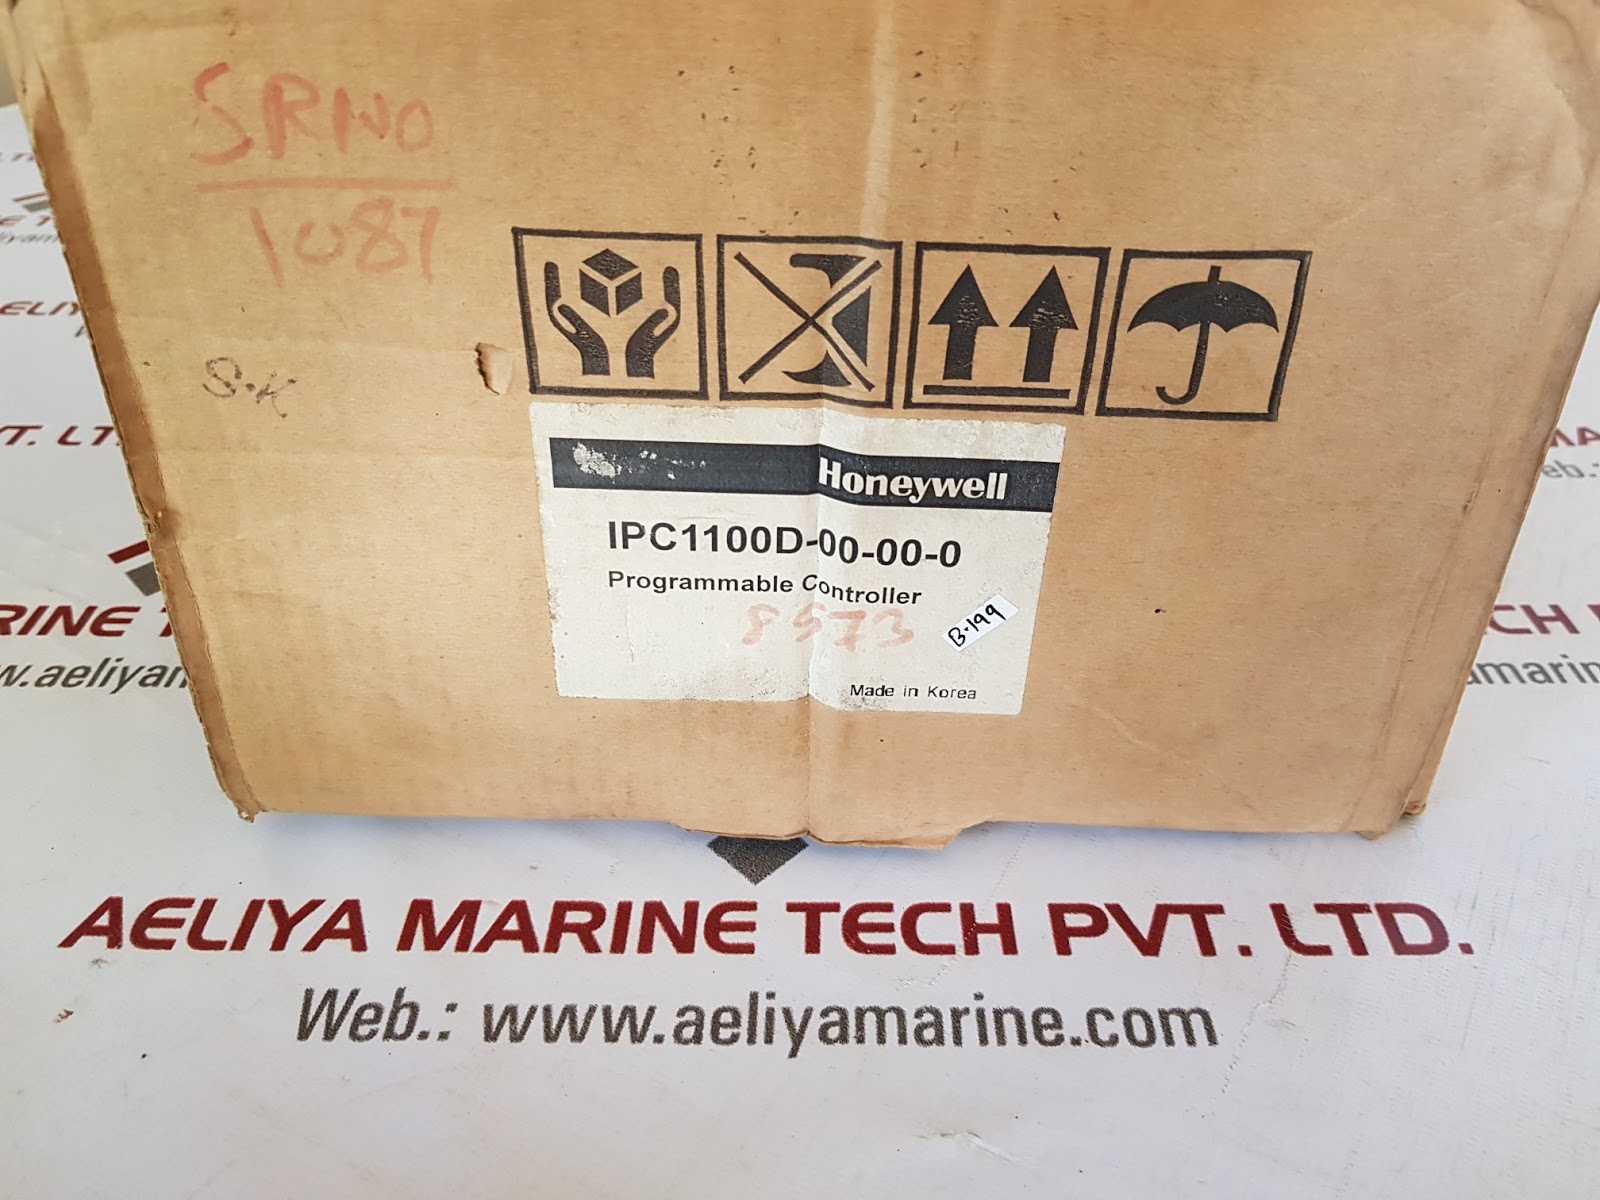 SRNO
1087
S.K
Honeywell
IPC1100D-00-00-0
Programmable Controller
8573
B-199
Made in Korea
AELIYA MARINE TECH PVT. LTD.
Web.: www.aeliyamarine.com